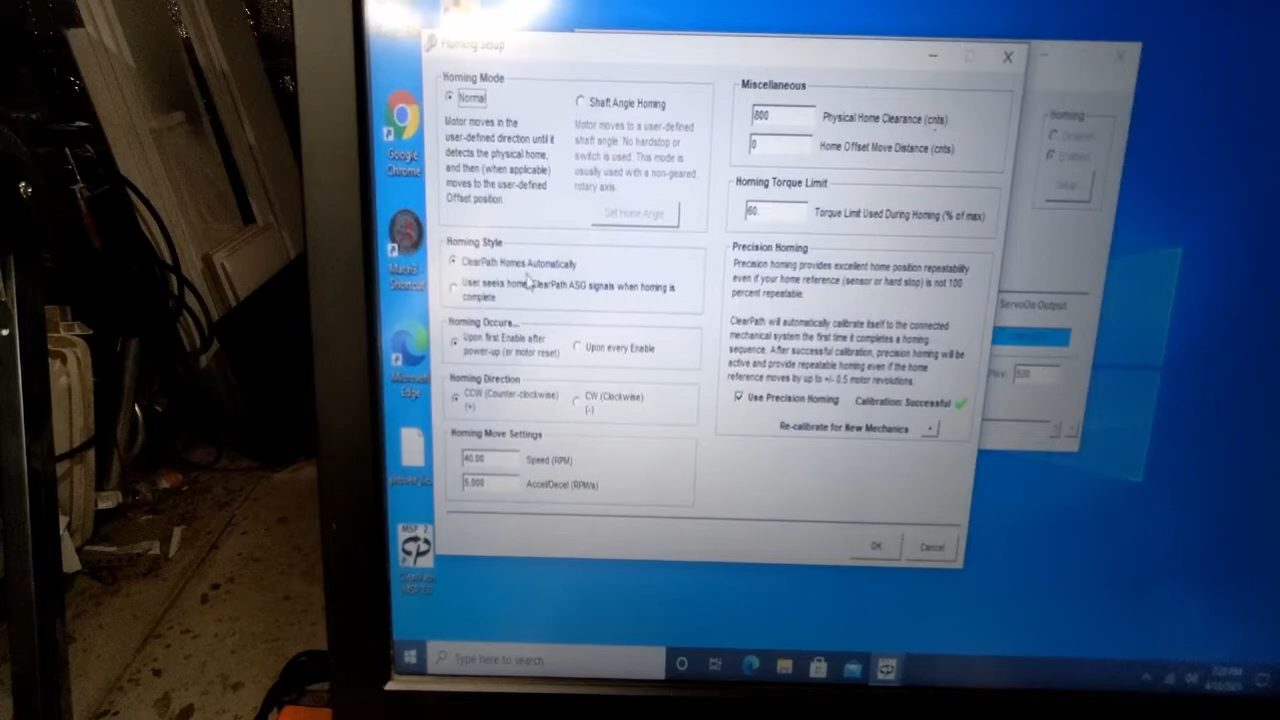 Homing Setup
Homing Mode
Normal
Motor moves in the
user-defined direction until it
detects the physical home,
and then (when applicable)
moves to the user-defined
Offset position.
Shaft Angle Homing
Motor moves to a user-defined
shaft angle. No hardstop or
switch is used. This mode is
usually used with a non-geared
rotary axis.
Set Home Angle
Homing Style
ClearPath Homes Automatically
User seeks home, ClearPath ASG signals when homing is
complete
Homing Occurs...
Upon first Enable after
power-up (or motor reset)
Upon every Enable
Homing Direction
CCW (Counter-clockwise)
(+)
CW (Clockwise)
(-)
Homing Move Settings
40.00 Speed (RPM)
5,000 Accel/Decel (RPM/s)
Miscellaneous
800 Physical Home Clearance (cnts)
0 Home Offset Move Distance (cnts)
Homing Torque Limit
60. Torque Limit Used During Homing (% of max)
Precision Homing
Precision homing provides excellent home position repeatability
even if your home reference (sensor or hard stop) is not 100
percent repeatable.
ClearPath will automatically calibrate itself to the connected
mechanical system the first time it completes a homing
sequence. After successful calibration, precision homing will be
active and provide repeatable homing even if the home
reference moves by up to +/- 0.5 motor revolutions.
Use Precision Homing Calibration: Successful
Re-calibrate for New Mechanics
OK Cancel
Homing
Setup
ServoOn Output
Google
Chrome
Mach3
Shortcut
Microsoft
Edge
MSP 2
ClearPath
Type here to search